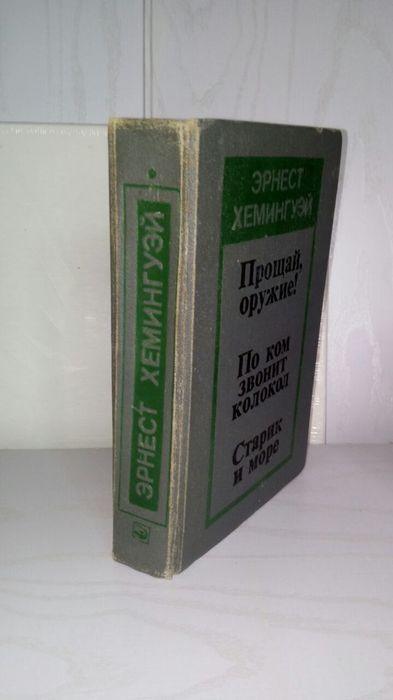 ЭРНЕСТ ХЕМИНГУЭЙ
ЭРНЕСТ
ХЕМИНГУЭЙ
Прощай,
оружие!
По ком
звонит
колокол
Старик
и море